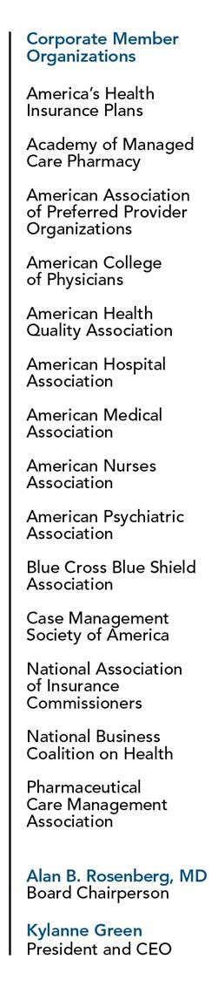 Corporate Member
Organizations
America's Health
Insurance Plans
Academy of Managed
Care Pharmacy
American Association
of Preferred Provider
Organizations
American College
of Physicians
American Health
Quality Association
American Hospital
Association
American Medical
Association
American Nurses
Association
American Psychiatric
Association
Blue Cross Blue Shield
Association
Case Management
Society of America
National Association
of Insurance
Commissioners
National Business
Coalition on Health
Pharmaceutical
Care Management
Association
Alan B. Rosenberg, MD
Board Chairperson
Kylanne Green
President and CEO